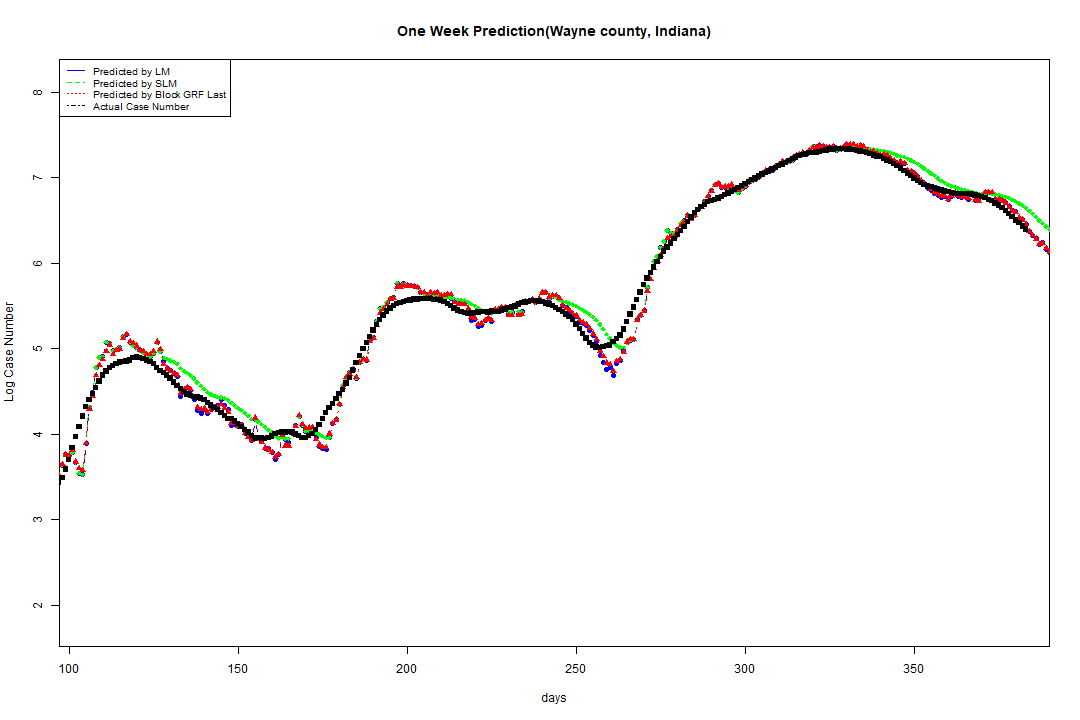 One Week Prediction(Wayne county, Indiana)
Predicted by LM
Predicted by SLM
Predicted by Block GRF Last
Actual Case Number
8
7
6
5
4
3
2
Log Case Number
100 150 200 250 300 350
days